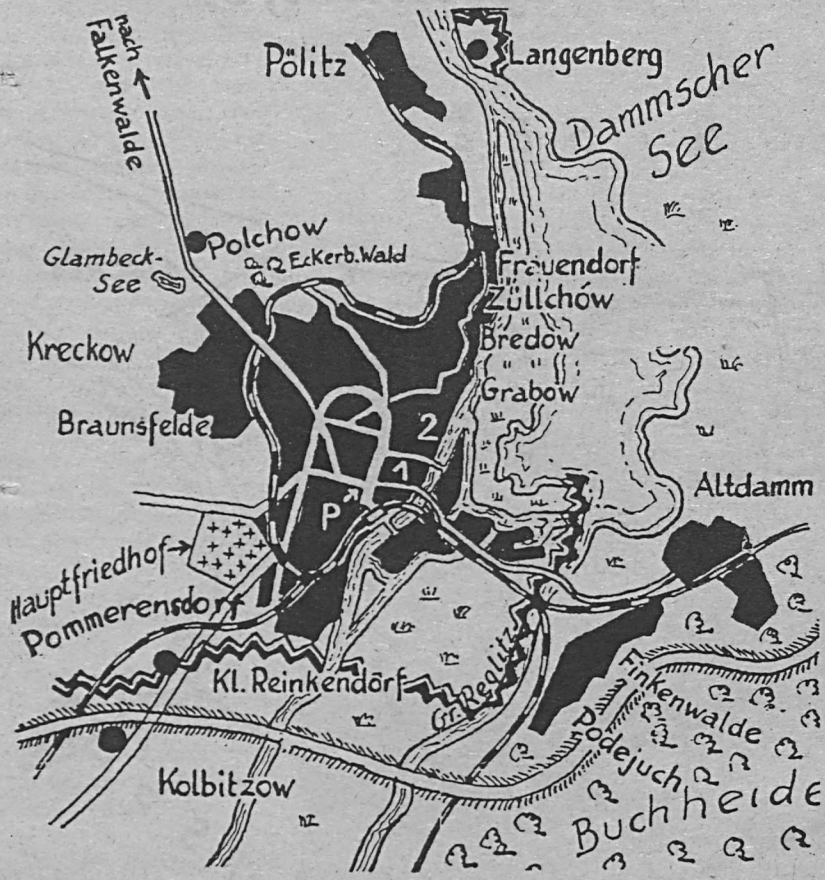 nach
Falkenwalde
Pölitz
Langenberg
Dammscher
See
Polchow
Glambeck-
See
Eckerb. Wald
Frauendorf
Züllchów
Kreckow
Bredow
Grabow
Braunsfelde
2
1
P
Altdamm
Hauptfriedhof
Pommerensdorf
Kl. Reinkendorf
Gr. Reglitz
Finkenwalde
Podejuch
Kolbitzow
Buchheide